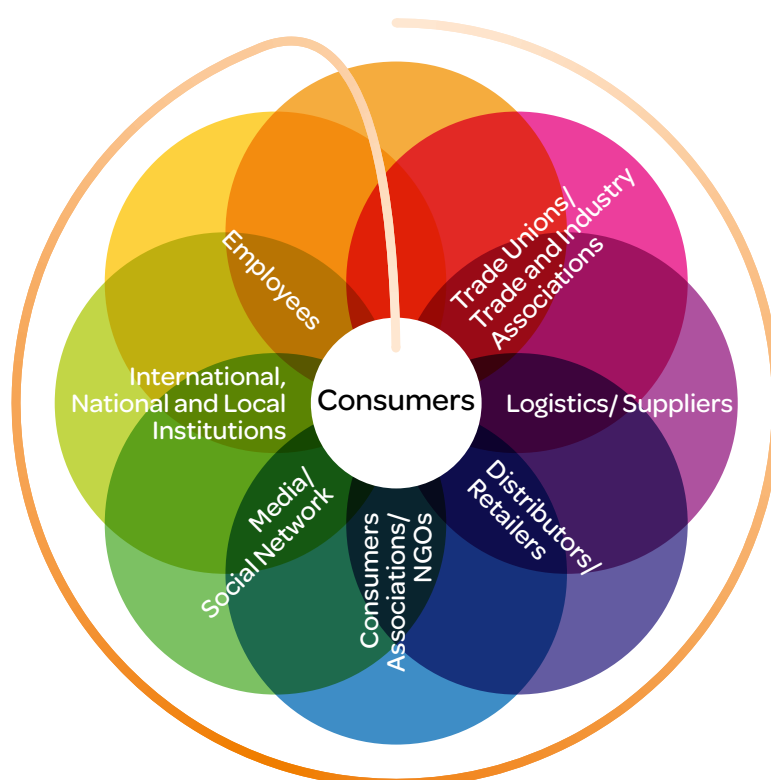 Employees
Trade Unions/
Trade and Industry
Associations
International,
National and Local
Institutions
Consumers
Logistics/ Suppliers
Media/
Social Network
Consumers
Associations/
NGOs
Distributors/
Retailers